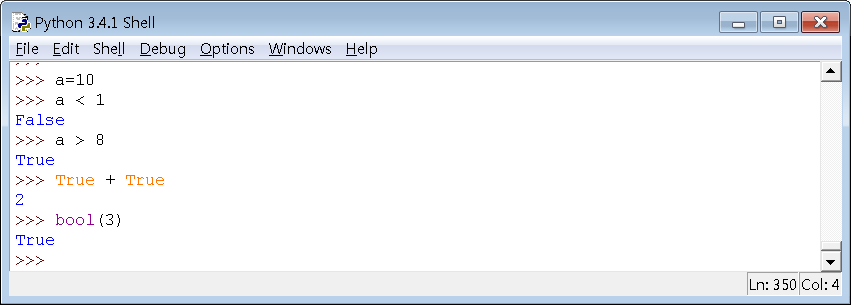 Python 3.4.1 Shell
File Edit Shell Debug Options Windows Help
>>> a=10
>>> a < 1
False
>>> a > 8
True
>>> True + True
2
>>> bool(3)
True
>>>
Ln: 350 Col: 4